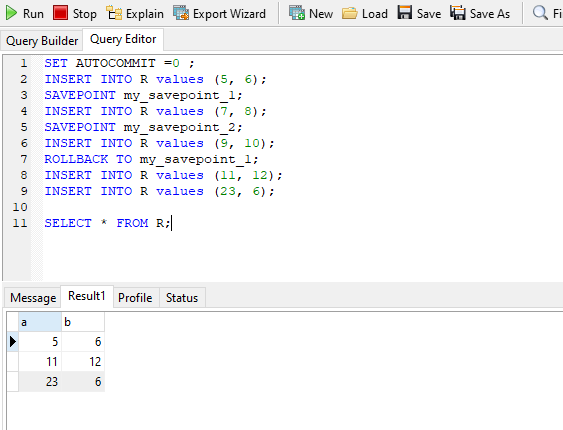 Run Stop Explain Export Wizard New Load Save Save As Fi
Query Builder Query Editor
1 SET AUTOCOMMIT =0 ;
2 INSERT INTO R values (5, 6);
3 SAVEPOINT my_savepoint_1;
4 INSERT INTO R values (7, 8);
5 SAVEPOINT my_savepoint_2;
6 INSERT INTO R values (9, 10);
7 ROLLBACK TO my_savepoint_1;
8 INSERT INTO R values (11, 12);
9 INSERT INTO R values (23, 6);
10
11 SELECT * FROM R;
Message Result1 Profile Status
a b
5 6
11 12
23 6